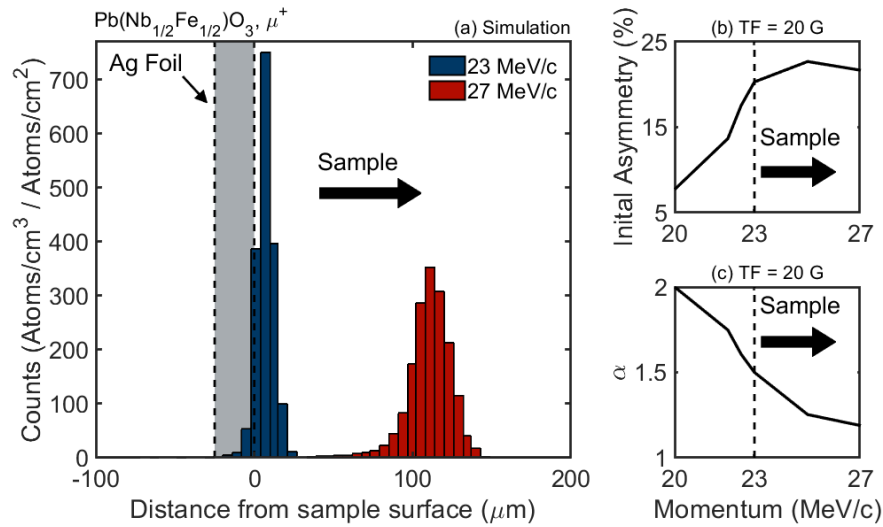 Pb(Nb1/2Fe1/2)O3, μ+
(a) Simulation
Ag Foil
23 MeV/c
27 MeV/c
Sample
Counts (Atoms/cm3 / Atoms/cm2)
700
600
500
400
300
200
100
0
-100 0 100 200
Distance from sample surface (μm)
(b) TF = 20 G
Inital Asymmetry (%)
25
15
5
Sample
20 23 27
(c) TF = 20 G
α
2
1.5
1
Sample
20 23 27
Momentum (MeV/c)